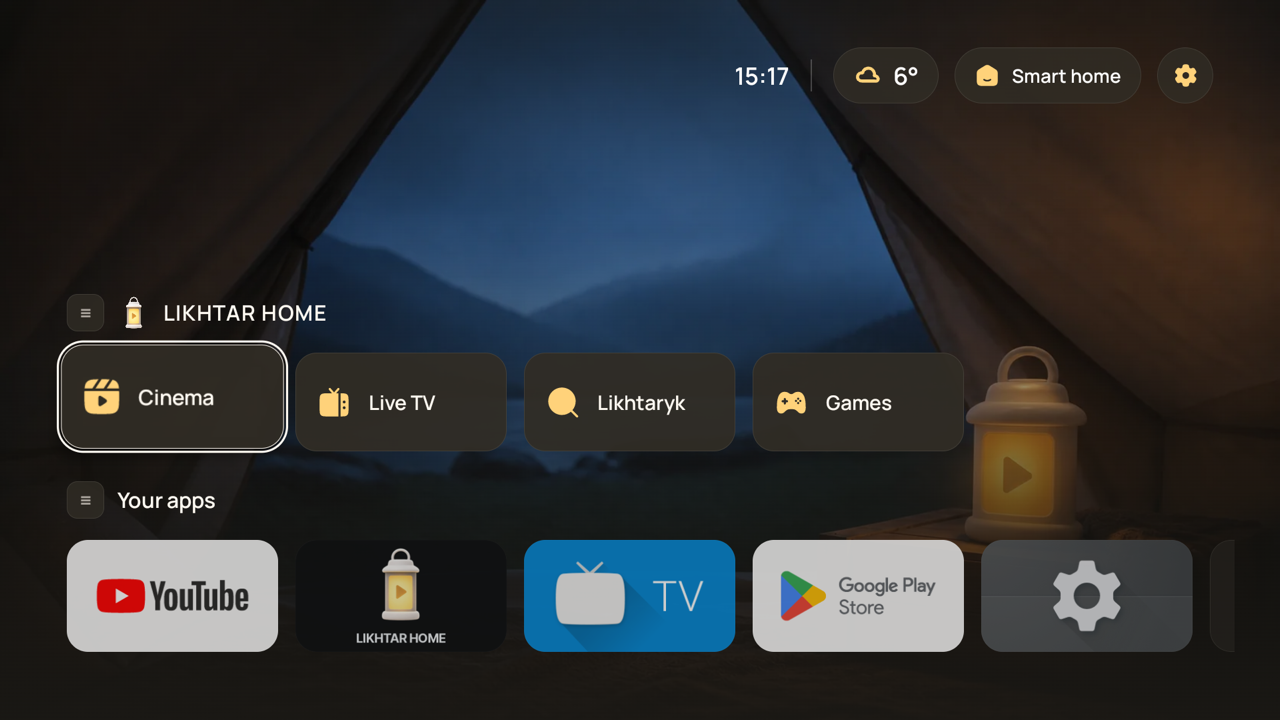 15:17
6°
Smart home
LIKHTAR HOME
Cinema
Live TV
Likhtaryk
Games
Your apps
YouTube
LIKHTAR HOME
TV
Google Play
Store